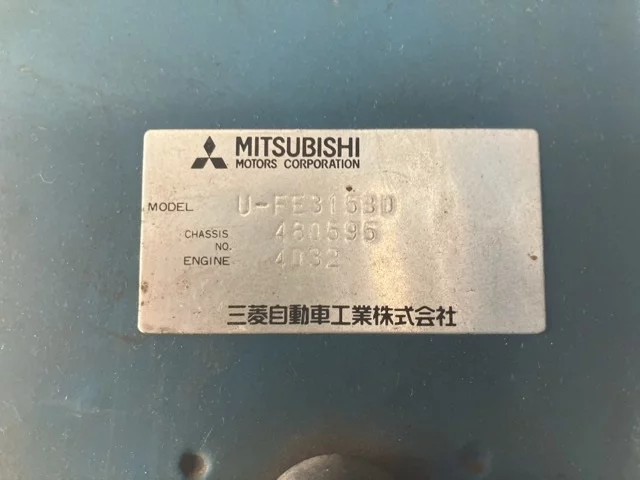 MITSUBISHI
MOTORS CORPORATION
MODEL U-FE315BD
CHASSIS NO. 480596
ENGINE 4D32
三菱自動車工業株式会社